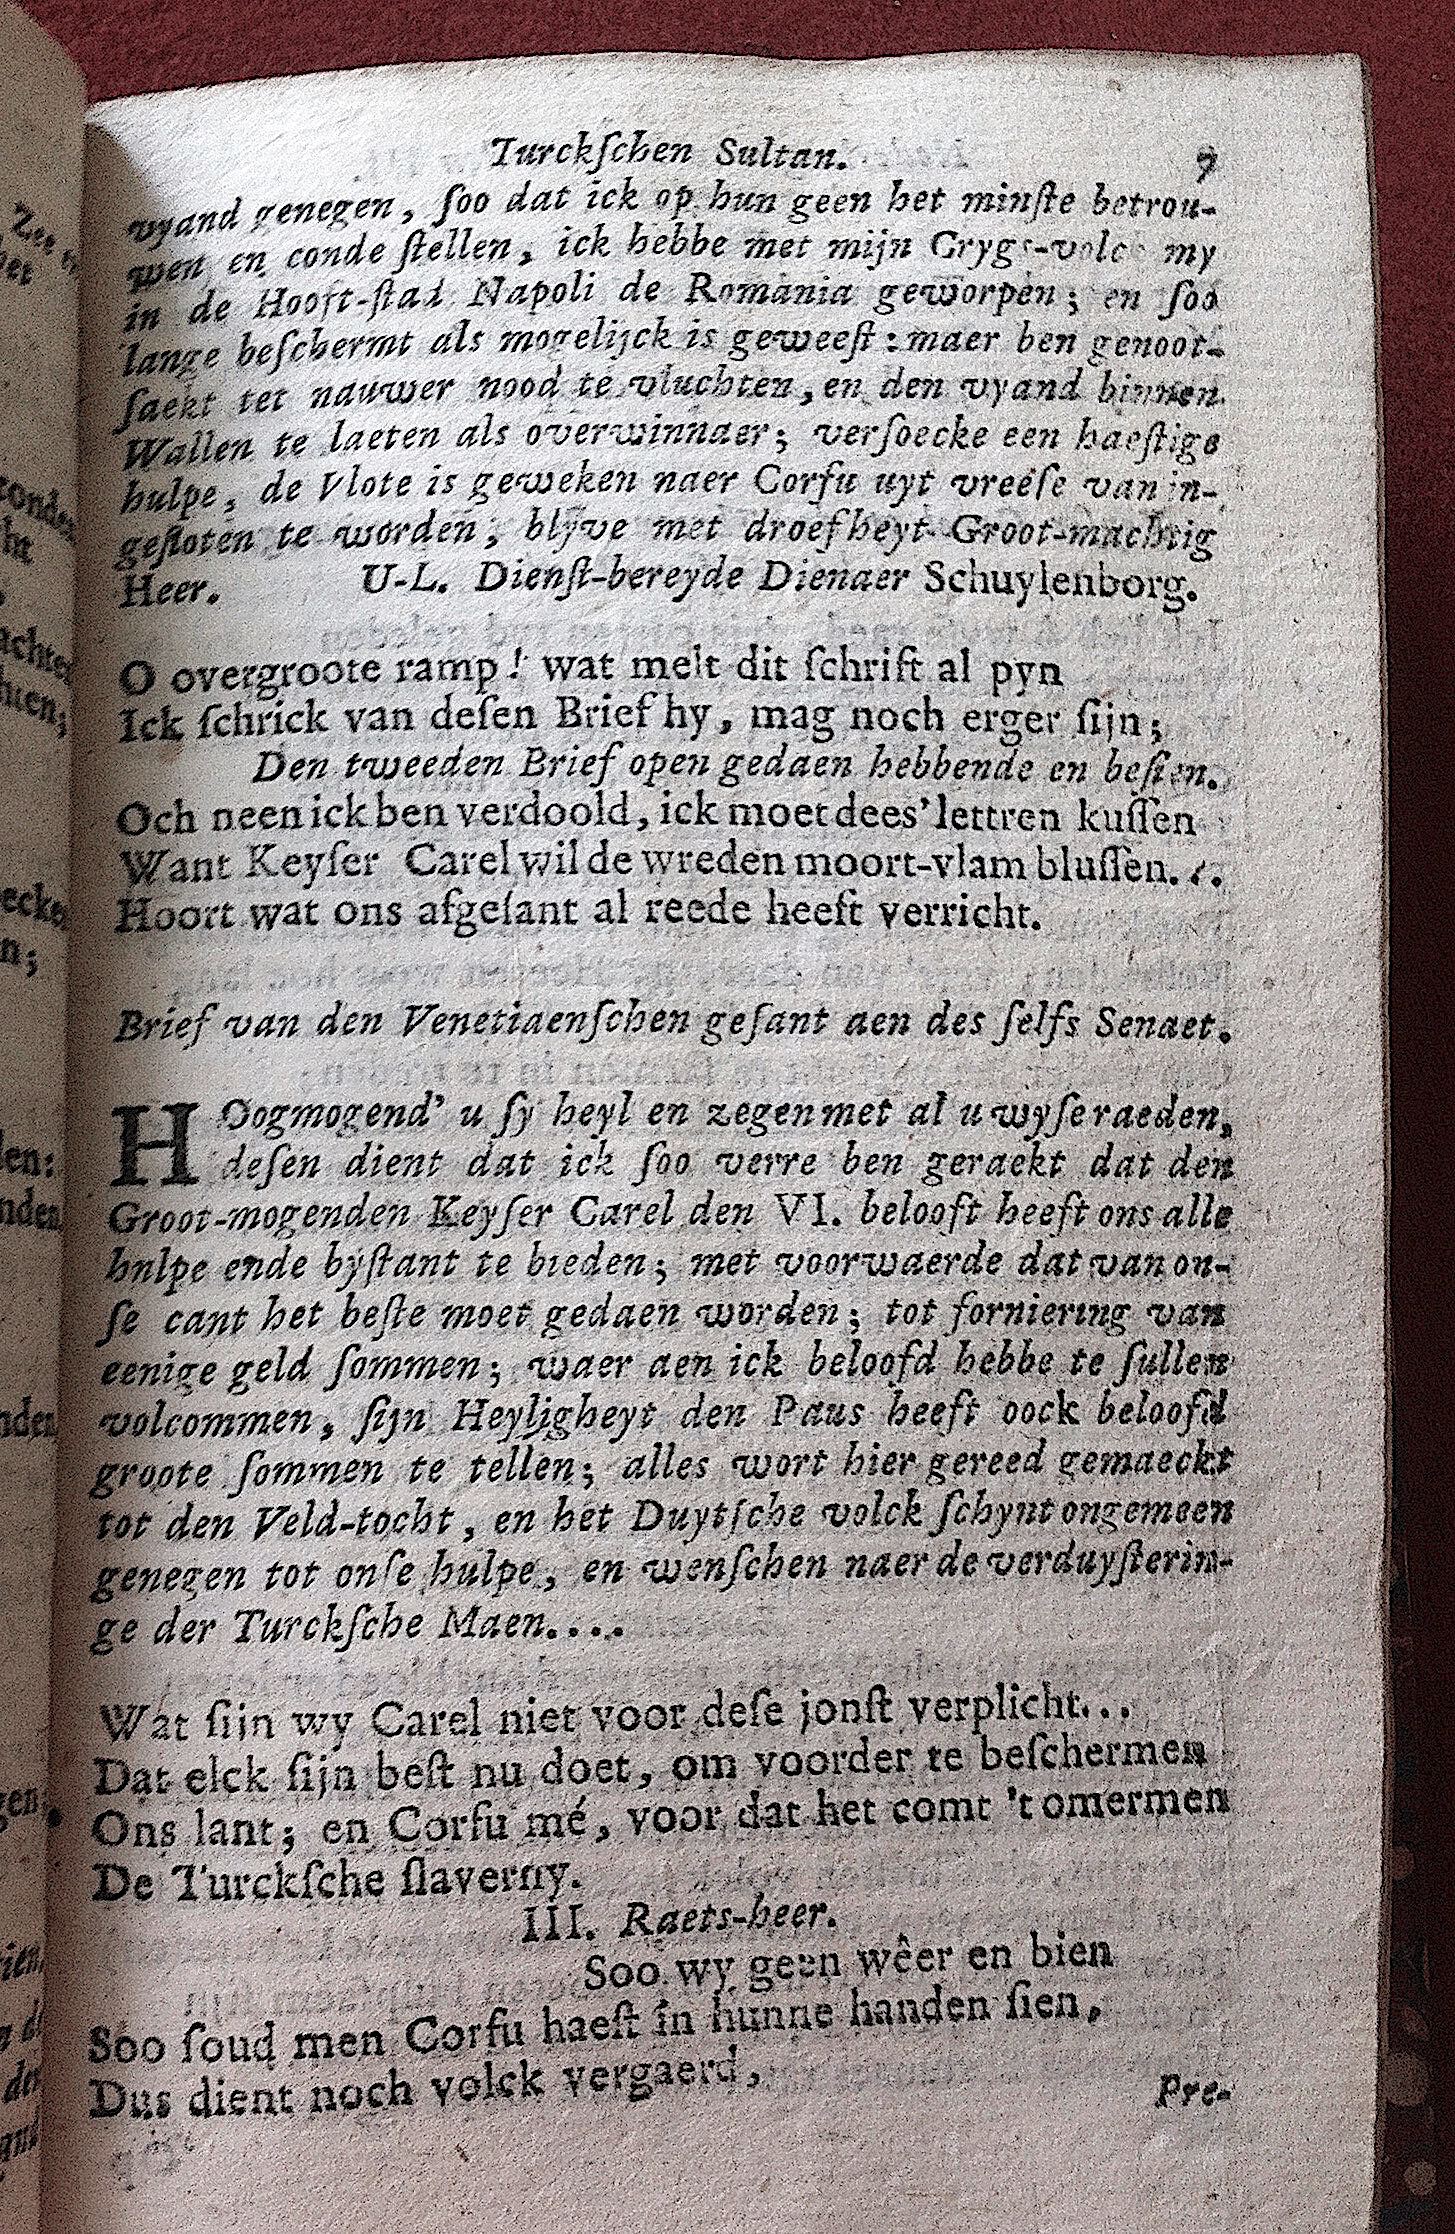 Turckſchen Sultan. 7
vyand genegen, ſoo dat ick op hun geen het minſte betrou-
wen en conde ſtellen, ick hebbe met mijn Crygs-volck my
in de Hooft-ſtad Napoli de Romània geworpen; en ſoo
lange beſchermt als mogelijck is geweeſt: maer ben genoot-
ſaekt tet nauwer nood te vluchten, en den vyand binnen
Wallen te laeten als overwinnaer; verſoecke een haeſtige
hulpe, de Vlote is geweken naer Corfu uyt vreeſe van in-
geſloten te worden; blyve met droefheyt Groot-machtig
Heer. U-L. Dienſt-bereyde Dienaer Schuylenborg.
O overgroote ramp! wat melt dit ſchrift al pyn
Ick ſchrick van deſen Brief hy, mag noch erger ſijn;
Den tweeden Brief open gedaen hebbende en beſien.
Och neen ick ben verdoold, ick moet dees' lettren kuſſen
Want Keyſer Carel wil de wreden moort-vlam bluſſen.
Hoort wat ons afgeſant al reede heeft verricht.
Brief van den Venetiaenſchen geſant aen des ſelfs Senaet.
HOogmogend' u ſy heyl en zegen met al u wyſe raeden,
deſen dient dat ick ſoo verre ben geraekt dat den
Groot-mogenden Keyſer Carel den VI. belooft heeft ons alle
hulpe ende byſtant te bieden; met voorwaerde dat van on-
ſe cant het beſte moet gedaen worden; tot forniering van
eenige geld ſommen; waer aen ick beloofd hebbe te ſullen
volcommen, ſijn Heyligheyt den Paus heeft oock beloofd
groote ſommen te tellen; alles wort hier gereed gemaeckt
tot den Veld-tocht, en het Duytſche volck ſchynt ongemeen
genegen tot onſe hulpe, en wenſchen naer de verduyſterin-
ge der Turckſche Maen....
Wat ſijn wy Carel niet voor deſe jonſt verplicht...
Dat elck ſijn beſt nu doet, om voorder te beſchermen
Ons lant; en Corfu mé, voor dat het comt 't omermen
De Turckſche ſlaverny.
III. Raets-heer.
Soo wy geen wêer en bien
Soo ſoud men Corfu haeſt in hunne handen ſien,
Dus dient noch volck vergaerd,
Pre-